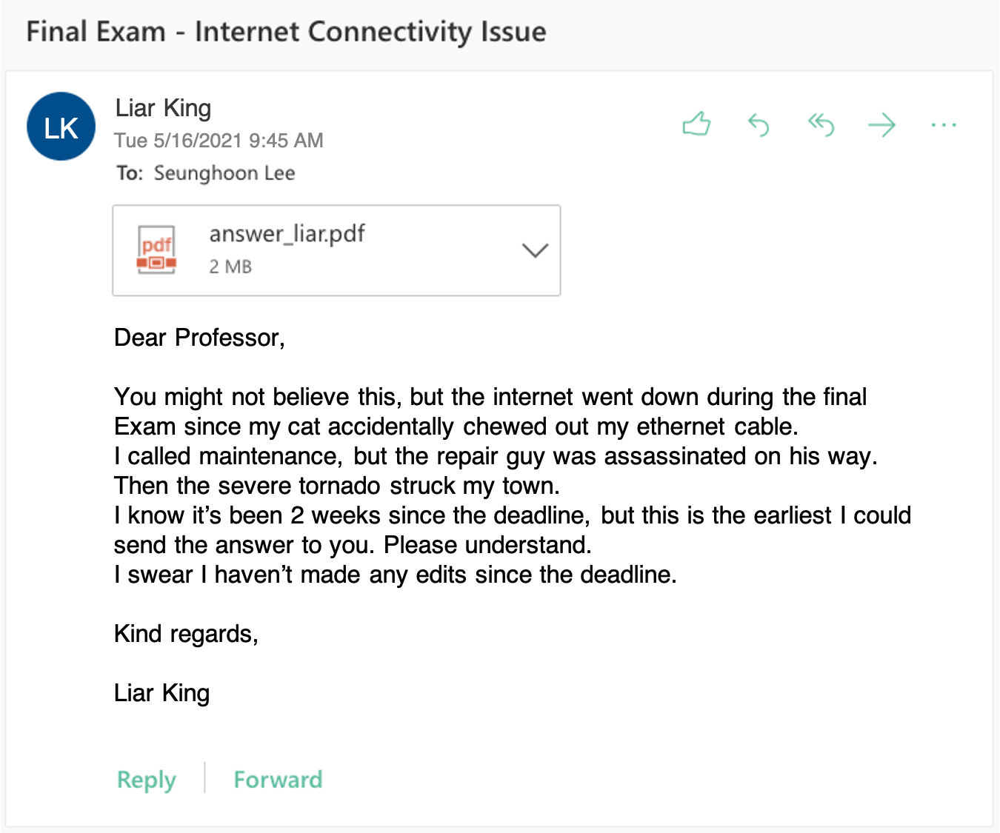 Final Exam - Internet Connectivity Issue
LK
Liar King
Tue 5/16/2021 9:45 AM
To: Seunghoon Lee
pdf
answer_liar.pdf
2 MB
Dear Professor,
You might not believe this, but the internet went down during the final
Exam since my cat accidentally chewed out my ethernet cable.
I called maintenance, but the repair guy was assassinated on his way.
Then the severe tornado struck my town.
I know it’s been 2 weeks since the deadline, but this is the earliest I could
send the answer to you. Please understand.
I swear I haven’t made any edits since the deadline.
Kind regards,
Liar King
Reply
Forward